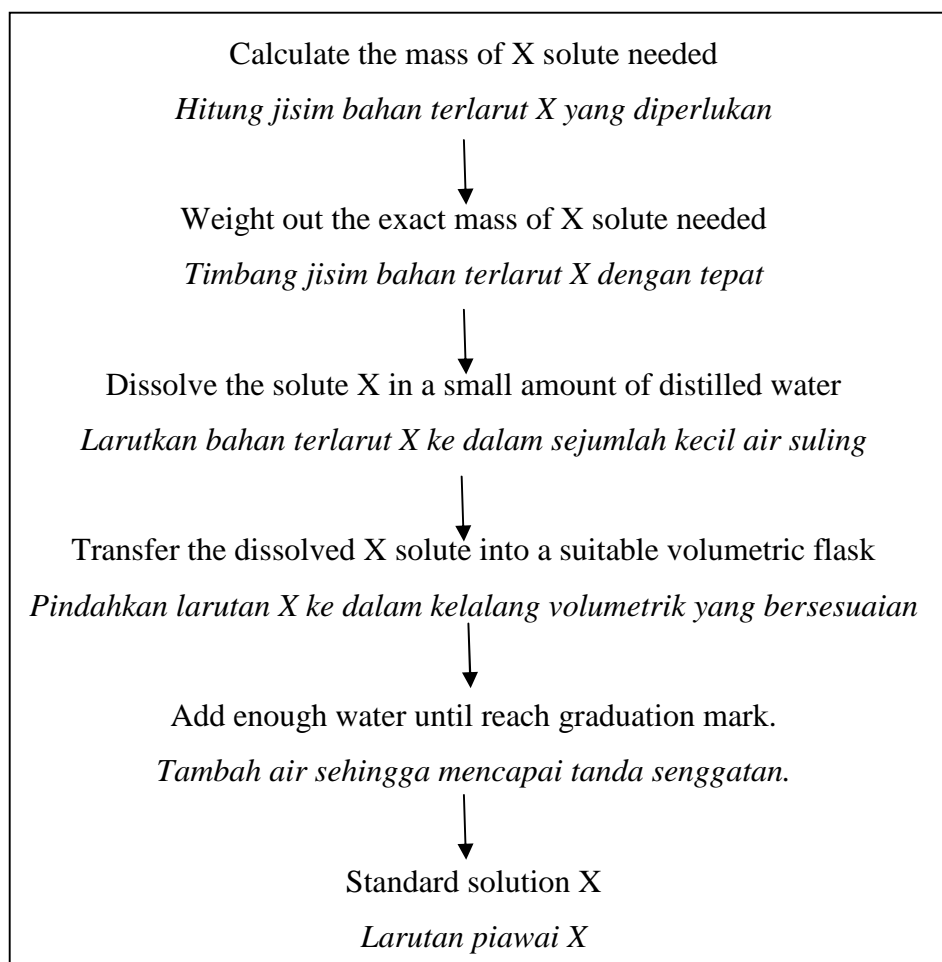 Calculate the mass of X solute needed
Hitung jisim bahan terlarut X yang diperlukan
Weight out the exact mass of X solute needed
Timbang jisim bahan terlarut X dengan tepat
Dissolve the solute X in a small amount of distilled water
Larutkan bahan terlarut X ke dalam sejumlah kecil air suling
Transfer the dissolved X solute into a suitable volumetric flask
Pindahkan larutan X ke dalam kelalang volumetrik yang bersesuaian
Add enough water until reach graduation mark.
Tambah air sehingga mencapai tanda senggatan.
Standard solution X
Larutan piawai X